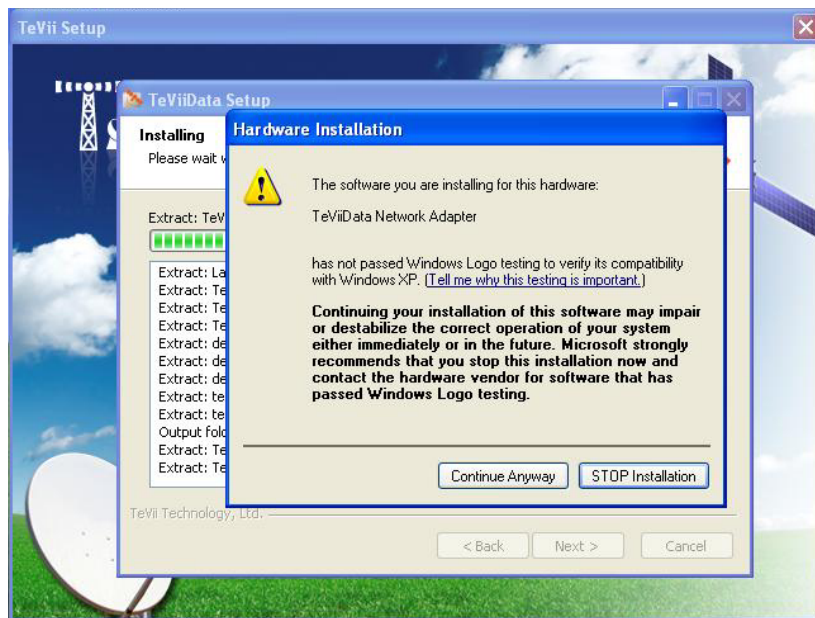 TeVii Setup
TeViiData Setup
Installing
Please wait w
Hardware Installation
The software you are installing for this hardware:
TeViiData Network Adapter
has not passed Windows Logo testing to verify its compatibility
with Windows XP. (Tell me why this testing is important.)
Continuing your installation of this software may impair
or destabilize the correct operation of your system
either immediately or in the future. Microsoft strongly
recommends that you stop this installation now and
contact the hardware vendor for software that has
passed Windows Logo testing.
Continue Anyway
STOP Installation
Extract: TeV
Extract: La
Extract: Te
Extract: Te
Extract: Te
Extract: de
Extract: de
Extract: de
Extract: te
Extract: te
Output fold
Extract: Te
Extract: Te
TeVii Technology, Ltd.
< Back
Next >
Cancel